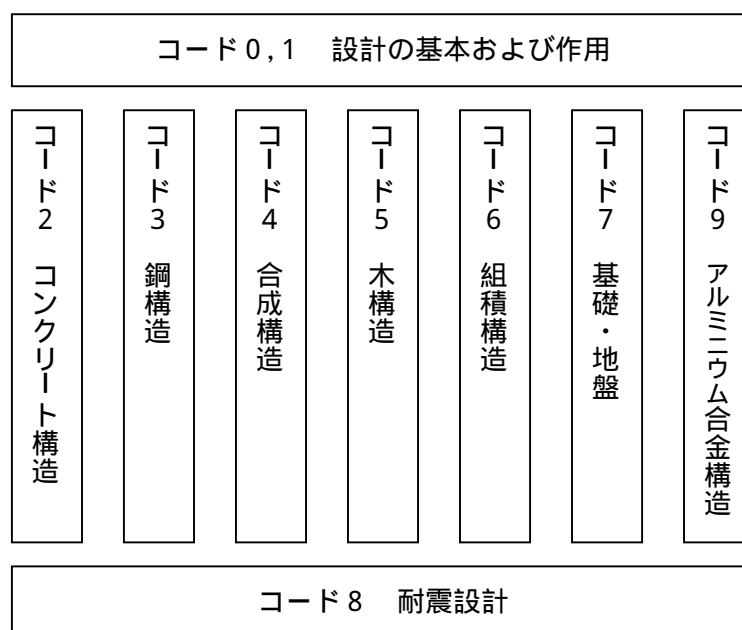 コード0,1　設計の基本および作用
コード2　コンクリート構造
コード3　鋼構造
コード4　合成構造
コード5　木構造
コード6　組積構造
コード7　基礎・地盤
コード9　アルミニウム合金構造
コード8　耐震設計